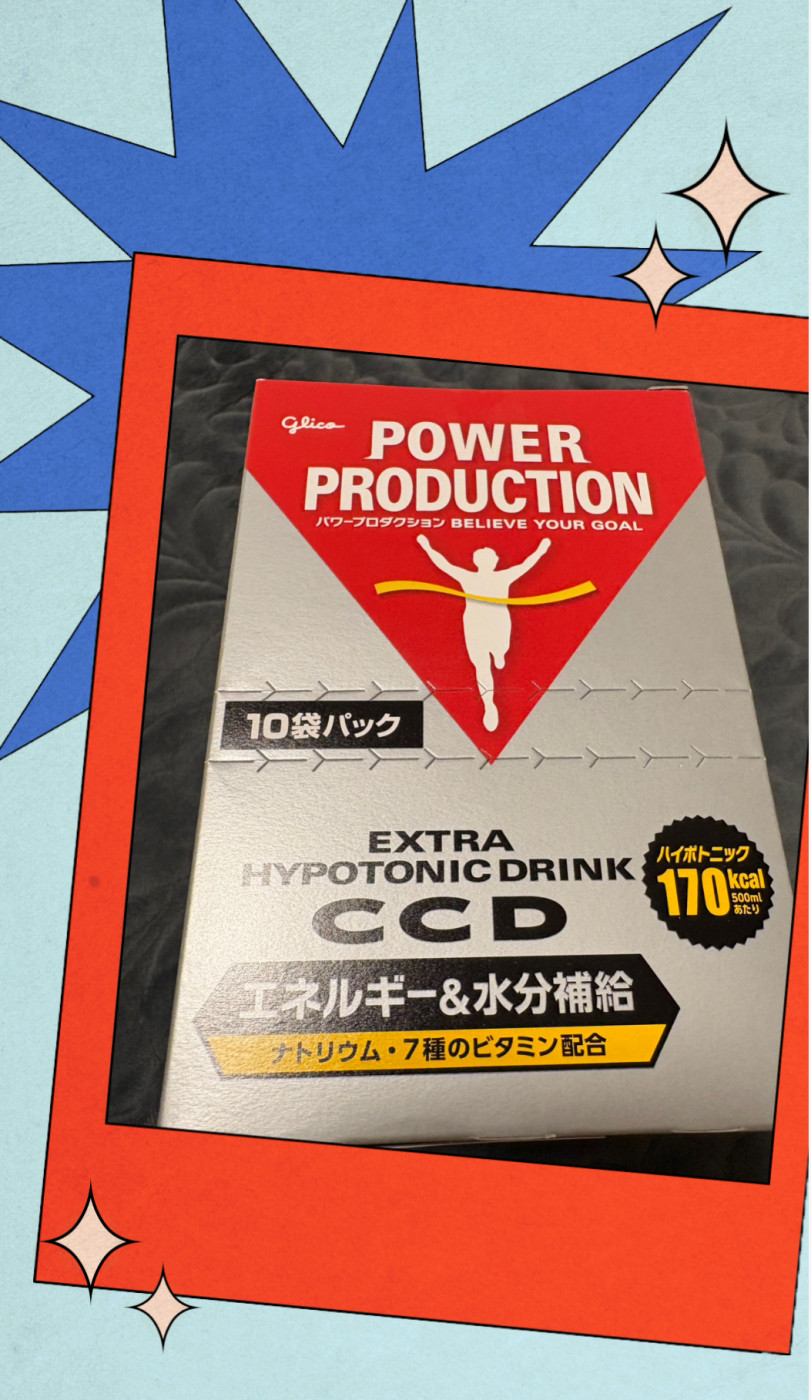 Glico
POWER
PRODUCTION
パワープロダクション BELIEVE YOUR GOAL
10袋パック
EXTRA
HYPOTONIC DRINK
CCD
ハイポトニック
170kcal
500ml
あたり
エネルギー&水分補給
ナトリウム・7種のビタミン配合